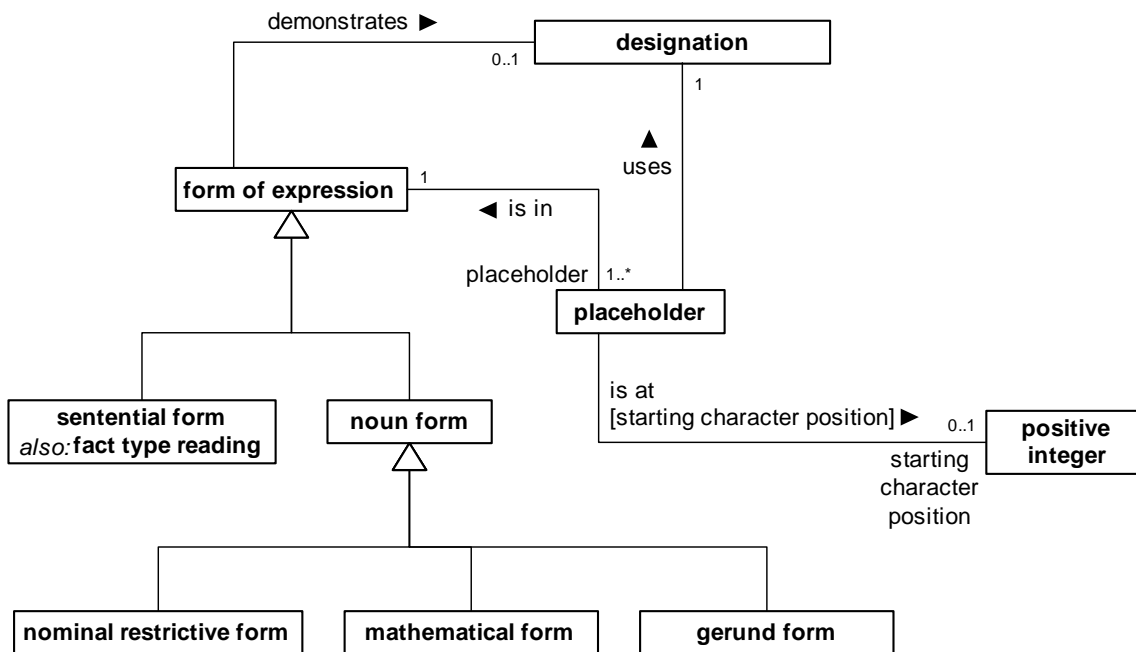 demonstrates ►
designation
0..1
1
▲
uses
form of expression
1
◄ is in
placeholder
1..*
placeholder
is at
[starting character position] ►
sentential form
also: fact type reading
noun form
0..1
positive
integer
starting
character
position
nominal restrictive form
mathematical form
gerund form